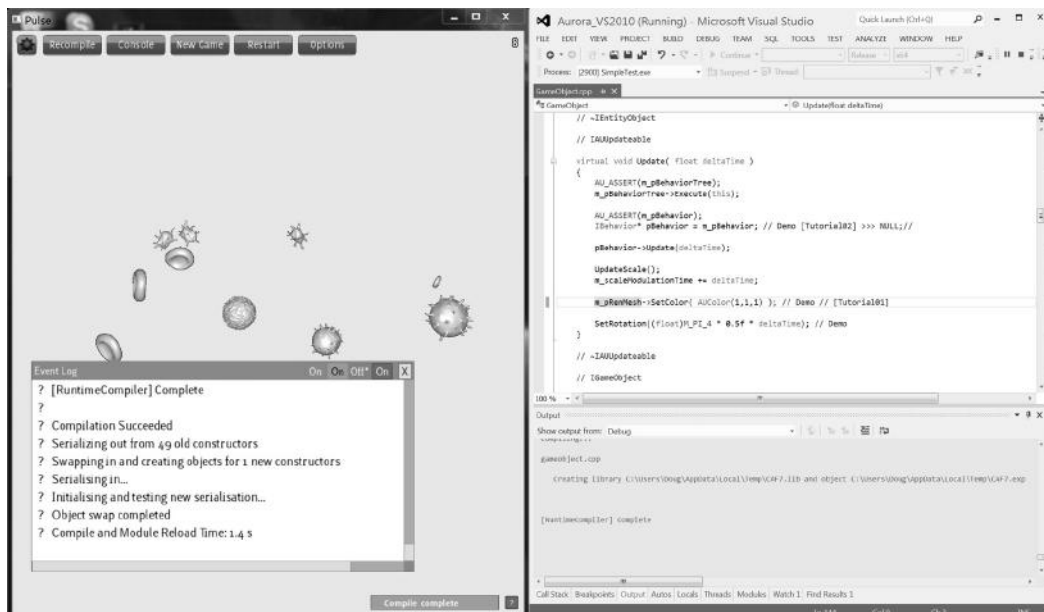 Pulse
Recompile Console New Game Restart Options
8
Event Log On On Off* On X
? [RuntimeCompiler] Complete
?
? Compilation Succeeded
? Serializing out from 49 old constructors
? Swapping in and creating objects for 1 new constructors
? Serialising in...
? Initialising and testing new serialisation...
? Object swap completed
? Compile and Module Reload Time: 1.4 s
Compile complete ?
Aurora_VS2010 (Running) - Microsoft Visual Studio Quick Launch (Ctrl+Q)
FILE EDIT VIEW PROJECT BUILD DEBUG TEAM SQL TOOLS TEST ANALYZE WINDOW HELP
Continue Release x64
Process: [2900] SimpleTest.exe Suspend Thread
GameObject.cpp
GameObject Update(float deltaTime)
// ~IEntityObject
// IAUUpdateable
virtual void Update( float deltaTime )
{
AU_ASSERT(m_pBehaviorTree);
m_pBehaviorTree->Execute(this);
AU_ASSERT(m_pBehavior);
IBehavior* pBehavior = m_pBehavior; // Demo [Tutorial02] >>> NULL;//
pBehavior->Update(deltaTime);
UpdateScale();
m_scaleModulationTime += deltaTime;
m_pRenMesh->SetColor( AUColor(1,1,1) ); // Demo // [Tutorial01]
SetRotation((float)M_PI_4 * 0.5f * deltaTime); // Demo
}
// ~IAUUpdateable
// IGameObject
100 %
Output
Show output from: Debug
Compiling...
gameobject.cpp
Creating library C:\Users\Doug\AppData\Local\Temp\C4F7.lib and object C:\Users\Doug\AppData\Local\Temp\C4F7.exp
[RuntimeCompiler] Complete
Call Stack Breakpoints Output Autos Locals Threads Modules Watch 1 Find Results 1